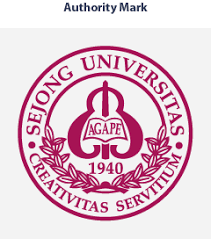 Authority Mark
SEJONG UNIVERSITAS
AGAPE
1940
CREATIVITAS SERVITIUM